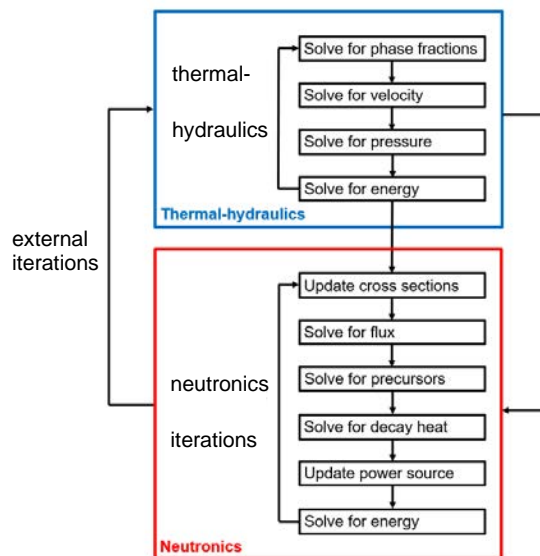 Solve for phase fractions
thermal-
Solve for velocity
hydraulics
Solve for pressure
Solve for energy
Thermal-hydraulics
external
iterations
Update cross sections
Solve for flux
neutronics
Solve for precursors
iterations
Solve for decay heat
Update power source
Solve for energy
Neutronics